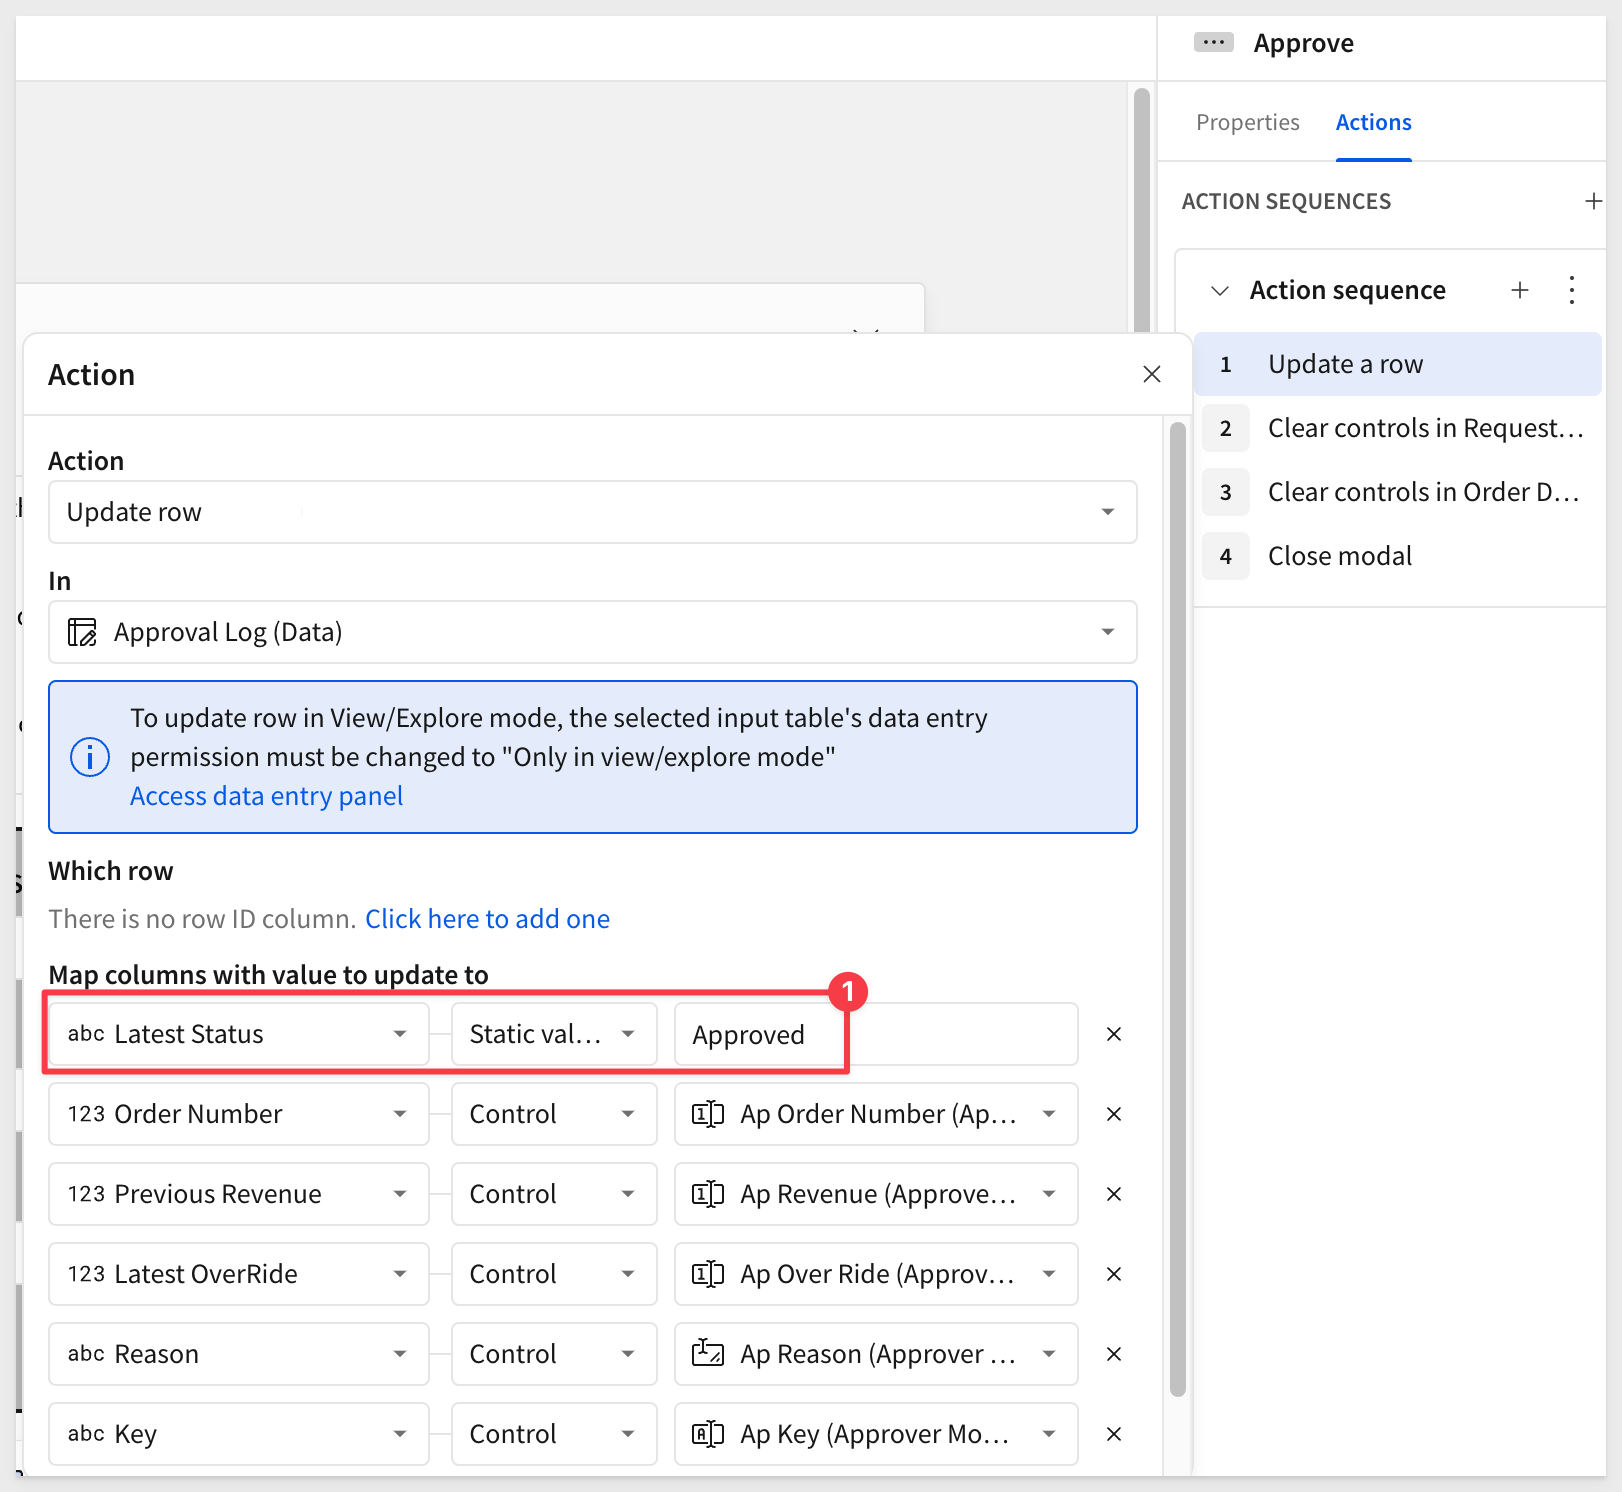 Approve
Properties
Actions
ACTION SEQUENCES
Action sequence
1 Update a row
2 Clear controls in Request...
3 Clear controls in Order D...
4 Close modal
Action
Action
Update row
In
Approval Log (Data)
To update row in View/Explore mode, the selected input table's data entry
permission must be changed to "Only in view/explore mode"
Access data entry panel
Which row
There is no row ID column. Click here to add one
Map columns with value to update to
1
abc Latest Status Static val... Approved
123 Order Number Control Ap Order Number (Ap...
123 Previous Revenue Control Ap Revenue (Approve...
123 Latest OverRide Control Ap Over Ride (Approv...
abc Reason Control Ap Reason (Approver ...
abc Key Control Ap Key (Approver Mo...